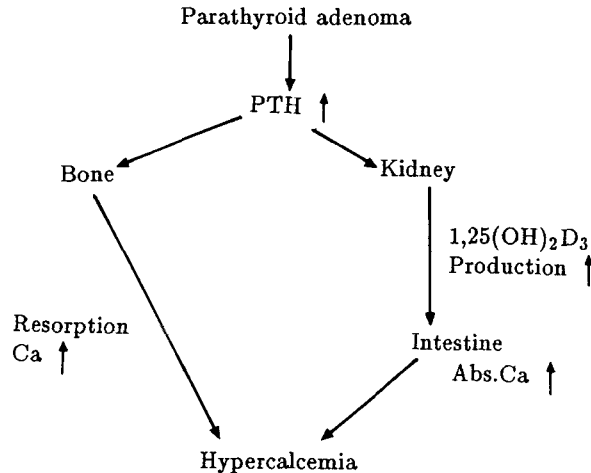 Parathyroid adenoma
PTH ↑
Bone
Kidney
1,25(OH)₂D₃
Production ↑
Resorption
Ca ↑
Intestine
Abs.Ca ↑
Hypercalcemia